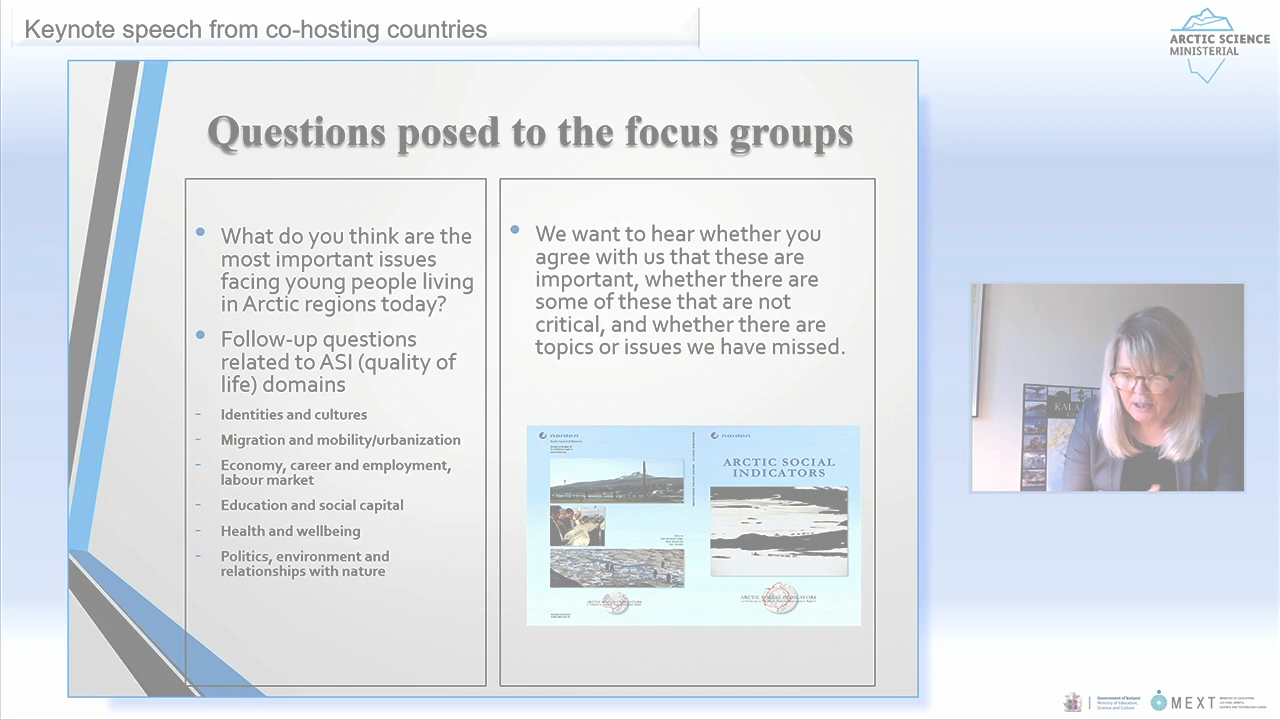 Keynote speech from co-hosting countries
ARCTIC SCIENCE
MINISTERIAL
Questions posed to the focus groups
• What do you think are the
most important issues
facing young people living
in Arctic regions today?
• Follow-up questions
related to ASI (quality of
life) domains
- Identities and cultures
- Migration and mobility/urbanization
- Economy, career and employment,
labour market
- Education and social capital
- Health and wellbeing
- Politics, environment and
relationships with nature
• We want to hear whether you
agree with us that these are
important, whether there are
some of these that are not
critical, and whether there are
topics or issues we have missed.
norden
norden
ARCTIC SOCIAL
INDICATORS
ARCTIC SOCIAL INDICATORS
ARCTIC SOCIAL INDICATORS
Government of Iceland
Ministry of Education,
Science and Culture
MEXT